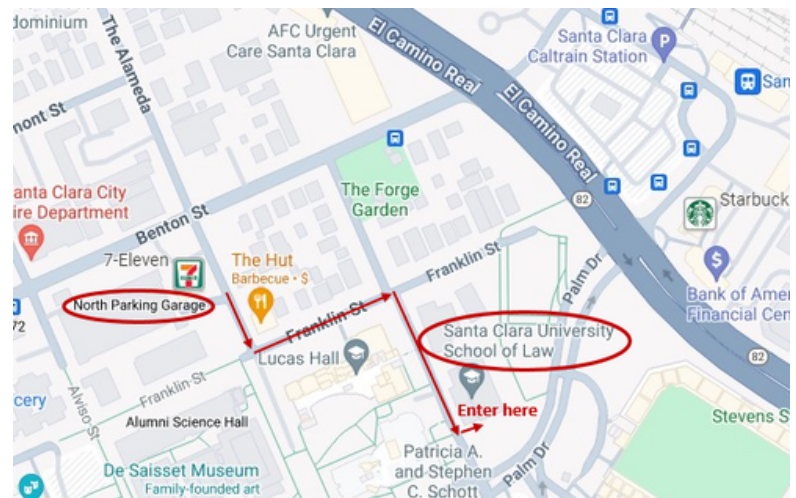 dominium
The Alameda
AFC Urgent
Care Santa Clara
El Camino Real
Santa Clara
Caltrain Station
P
San
mont St
El Camino Real
anta Clara City
ire Department
Benton St
The Forge
Garden
82
Starbuck
7-Eleven
The Hut
Barbecue • $
Franklin St
Palm Dr
North Parking Garage
72
Franklin St
Santa Clara University
School of Law
Bank of Amer
Financial Cen
$
Lucas Hall
82
Franklin St
cery
Alviso St
Alumni Science Hall
Enter here
Stevens S
De Saisset Museum
Family-founded art
Patricia A.
and Stephen
C. Schott
Palm Dr